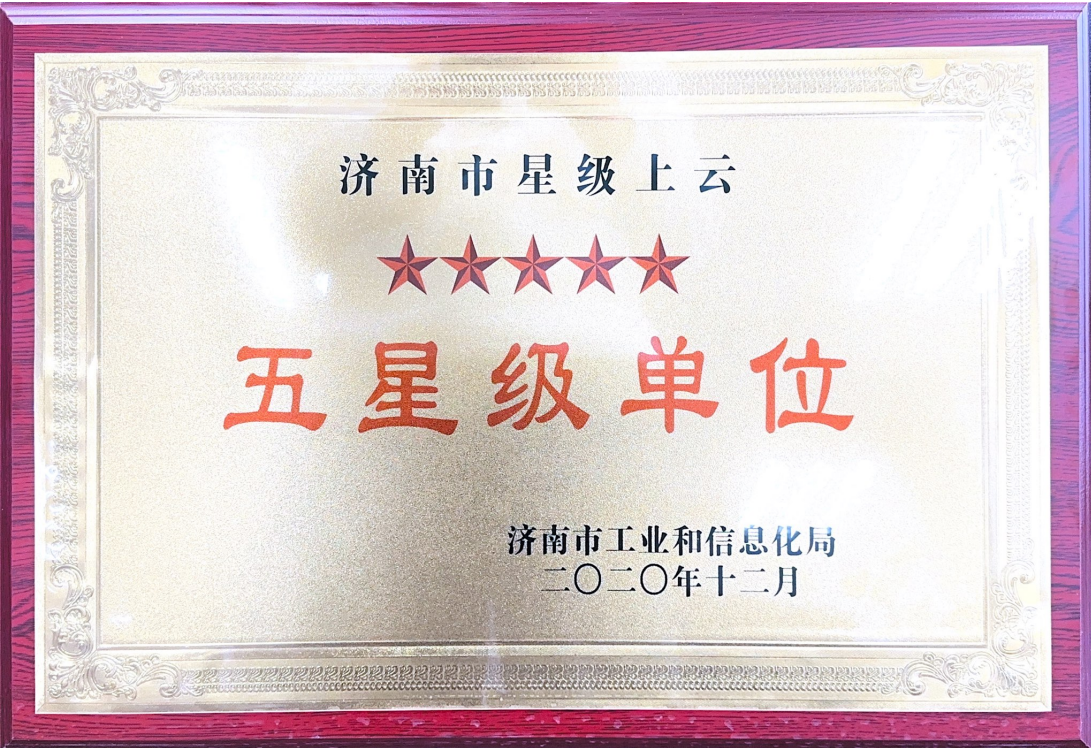 济南市星级上云
五星级单位
济南市工业和信息化局
二〇二〇年十二月